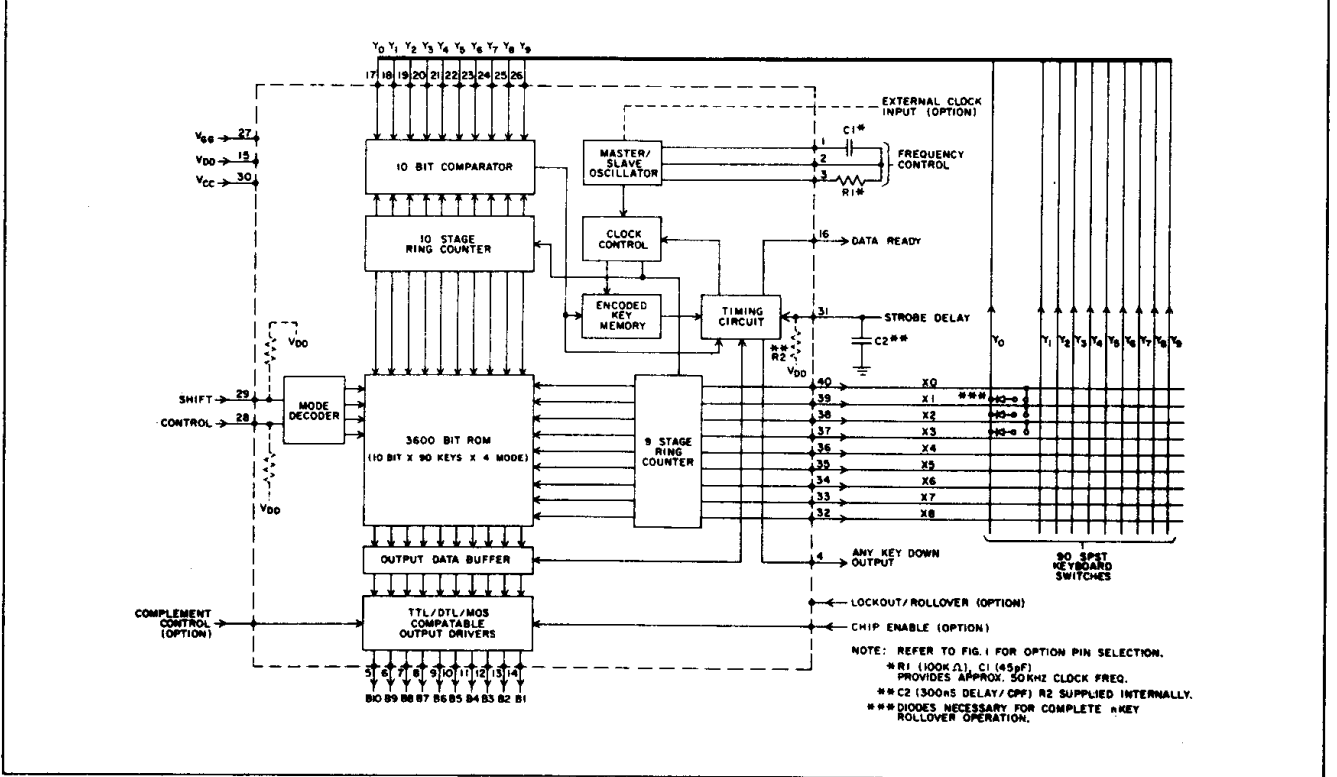 Y0 Y1 Y2 Y3 Y4 Y5 Y6 Y7 Y8 Y9
17 18 19 20 21 22 23 24 25 26
EXTERNAL CLOCK
INPUT (OPTION)
VGG 27
VDD 15
VCC 30
10 BIT COMPARATOR
MASTER/
SLAVE
OSCILLATOR
1
C1*
2
3
R1*
FREQUENCY
CONTROL
10 STAGE
RING COUNTER
CLOCK
CONTROL
16
DATA READY
ENCODED
KEY
MEMORY
TIMING
CIRCUIT
31
STROBE DELAY
**
R2
VDD
C2**
Y0 Y1 Y2 Y3 Y4 Y5 Y6 Y7 Y8 Y9
VDD
SHIFT 29
CONTROL 28
VDD
MODE
DECODER
3600 BIT ROM
(10 BIT X 90 KEYS X 4 MODE)
9 STAGE
RING
COUNTER
40 X0
39 X1 ***
38 X2
37 X3
36 X4
35 X5
34 X6
33 X7
32 X8
90 SPST
KEYBOARD
SWITCHES
OUTPUT DATA BUFFER
4
ANY KEY DOWN
OUTPUT
COMPLEMENT
CONTROL
(OPTION)
TTL/DTL/MOS
COMPATABLE
OUTPUT DRIVERS
LOCKOUT/ROLLOVER (OPTION)
CHIP ENABLE (OPTION)
5 6 7 8 9 10 11 12 13 14
B10 B9 B8 B7 B6 B5 B4 B3 B2 B1
NOTE: REFER TO FIG. 1 FOR OPTION PIN SELECTION.
*R1 (100KΩ), C1 (45pF)
PROVIDES APPROX. 50KHZ CLOCK FREQ.
**C2 (300nS DELAY/CPF) R2 SUPPLIED INTERNALLY.
***DIODES NECESSARY FOR COMPLETE nKEY
ROLLOVER OPERATION.